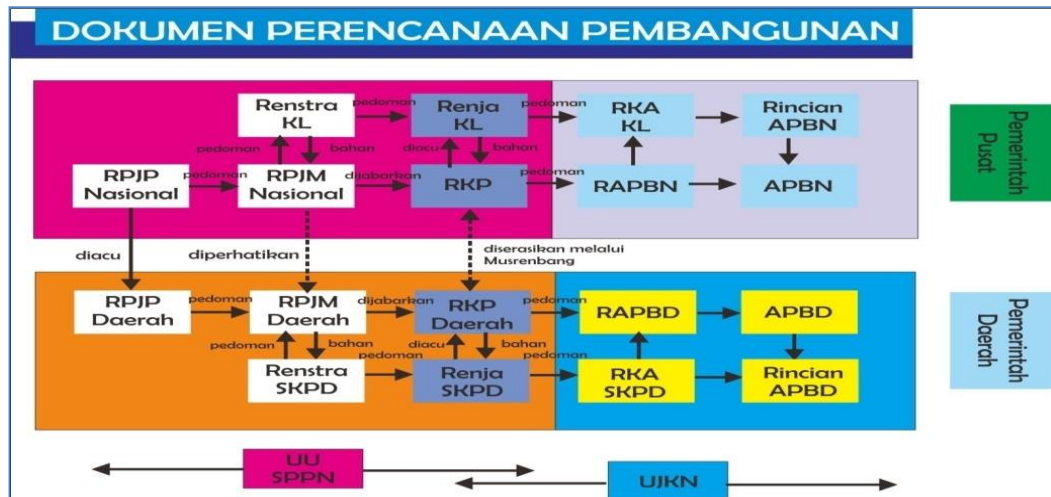 DOKUMEN PERENCANAAN PEMBANGUNAN
Renstra
KL
pedoman
Renja
KL
pedoman
RKA
KL
Rincian
APBN
pedoman
bahan
diacu
bahan
RPJP
Nasional
pedoman
RPJM
Nasional
dijabarkan
RKP
pedoman
RAPBN
APBN
Pemerintah
Pusat
diacu
diperhatikan
diserasikan melalui
Musrenbang
RPJP
Daerah
pedoman
RPJM
Daerah
dijabarkan
RKP
Daerah
pedoman
RAPBD
APBD
pedoman
bahan
diacu
bahan
Renstra
SKPD
pedoman
Renja
SKPD
pedoman
RKA
SKPD
Rincian
APBD
Pemerintah
Daerah
UU
SPPN
UJKN